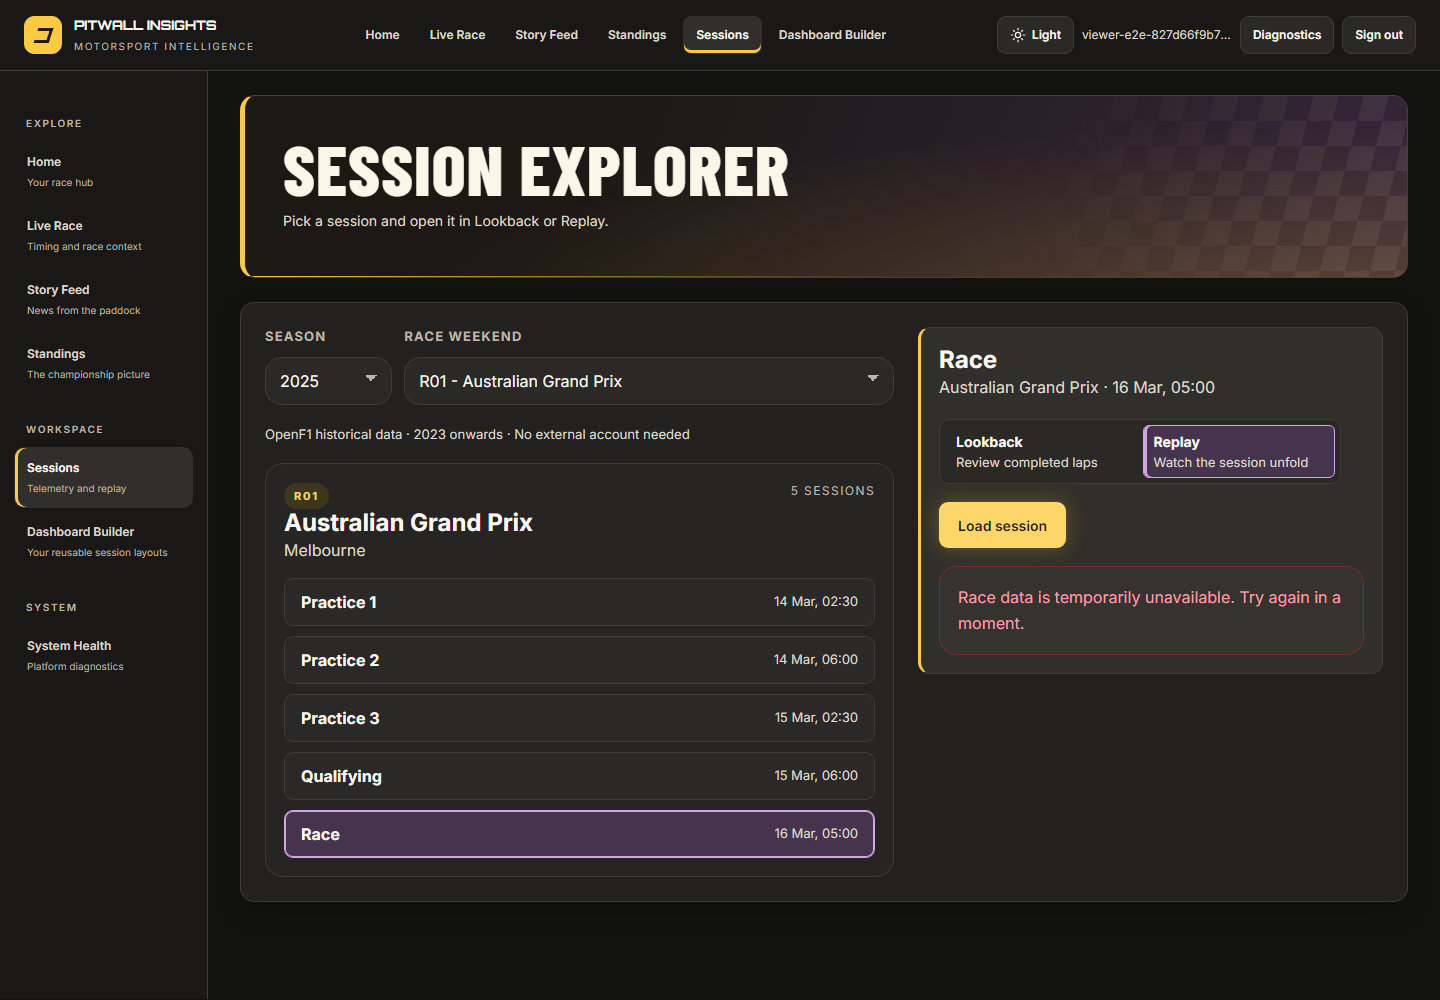 PITWALL INSIGHTS
MOTORSPORT INTELLIGENCE
Home
Live Race
Story Feed
Standings
Sessions
Dashboard Builder
Light
viewer-e2e-827d66f9b7...
Diagnostics
Sign out
EXPLORE
Home
Your race hub
Live Race
Timing and race context
Story Feed
News from the paddock
Standings
The championship picture
WORKSPACE
Sessions
Telemetry and replay
Dashboard Builder
Your reusable session layouts
SYSTEM
System Health
Platform diagnostics
SESSION EXPLORER
Pick a session and open it in Lookback or Replay.
SEASON
2025
RACE WEEKEND
R01 - Australian Grand Prix
OpenF1 historical data · 2023 onwards · No external account needed
R01
5 SESSIONS
Australian Grand Prix
Melbourne
Practice 1
14 Mar, 02:30
Practice 2
14 Mar, 06:00
Practice 3
15 Mar, 02:30
Qualifying
15 Mar, 06:00
Race
16 Mar, 05:00
Race
Australian Grand Prix · 16 Mar, 05:00
Lookback
Review completed laps
Replay
Watch the session unfold
Load session
Race data is temporarily unavailable. Try again in a
moment.